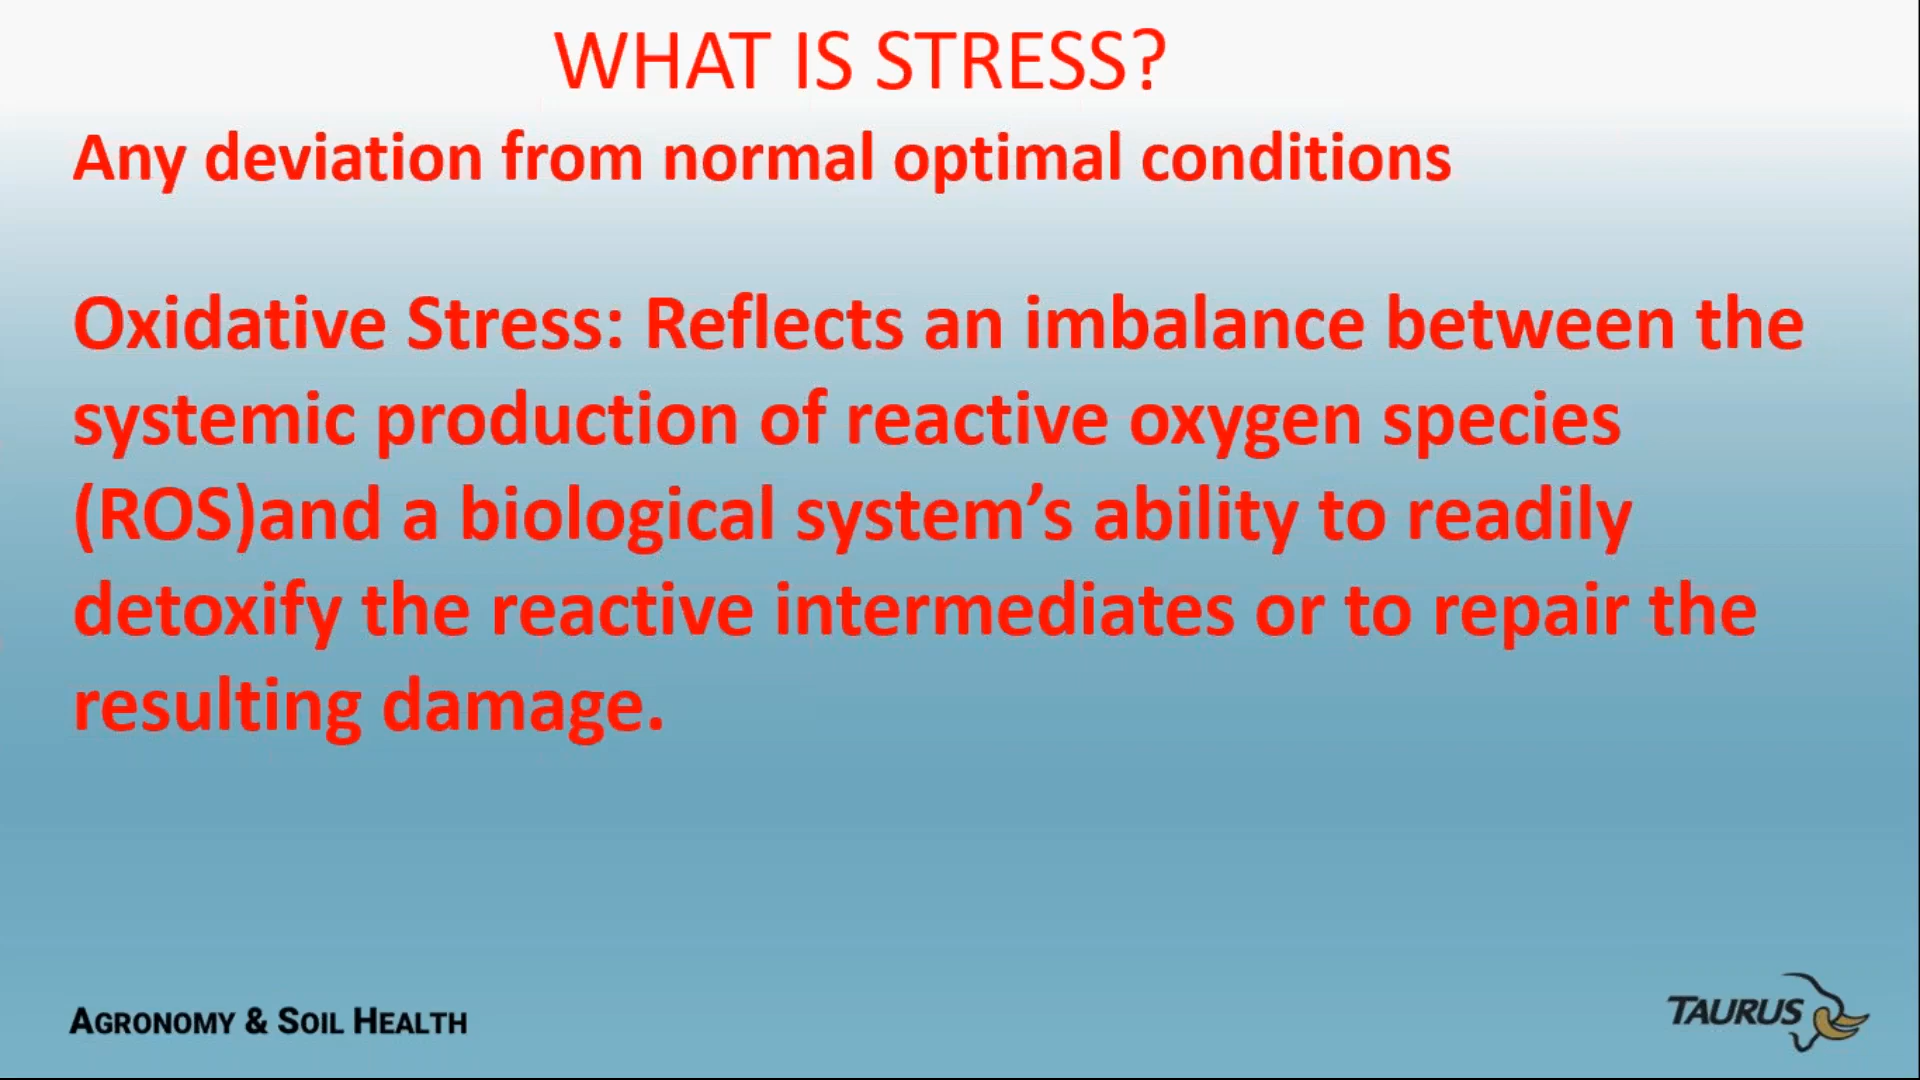 WHAT IS STRESS?
Any deviation from normal optimal conditions
Oxidative Stress: Reflects an imbalance between the
systemic production of reactive oxygen species
(ROS)and a biological system’s ability to readily
detoxify the reactive intermediates or to repair the
resulting damage.
AGRONOMY & SOIL HEALTH
TAURUS